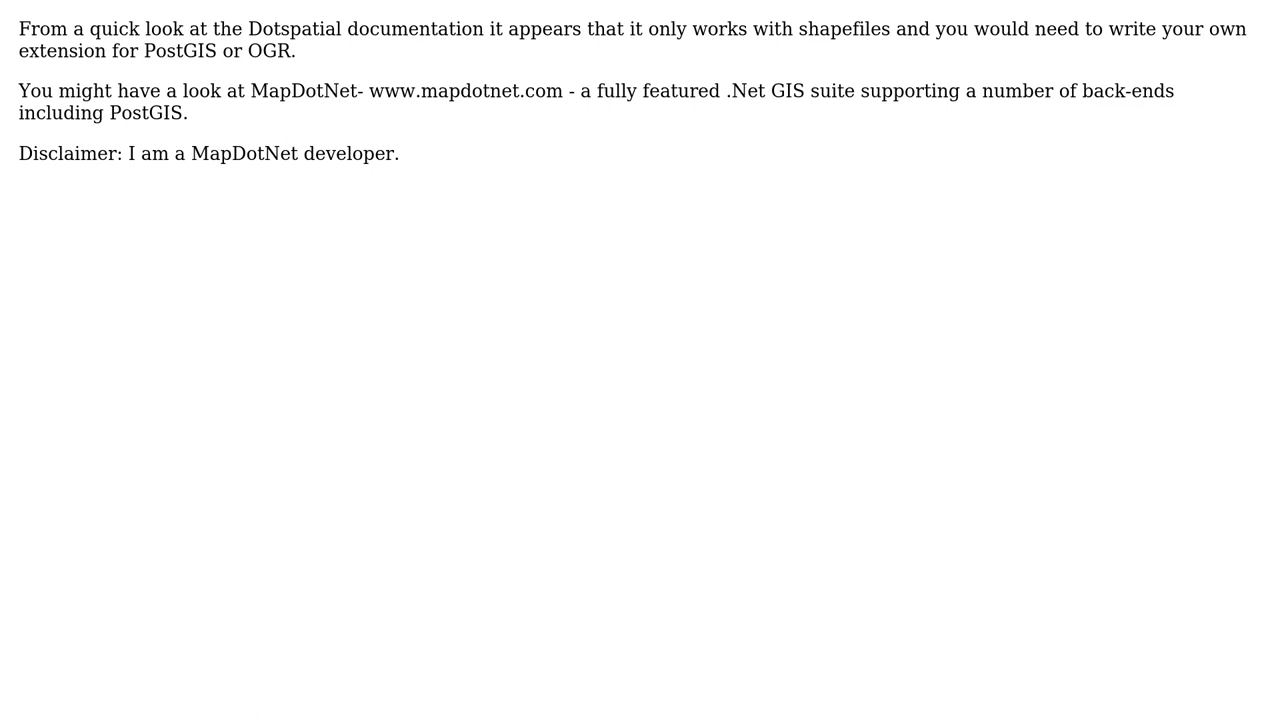 From a quick look at the Dotspatial documentation it appears that it only works with shapefiles and you would need to write your own
extension for PostGIS or OGR.
You might have a look at MapDotNet- www.mapdotnet.com - a fully featured .Net GIS suite supporting a number of back-ends
including PostGIS.
Disclaimer: I am a MapDotNet developer.